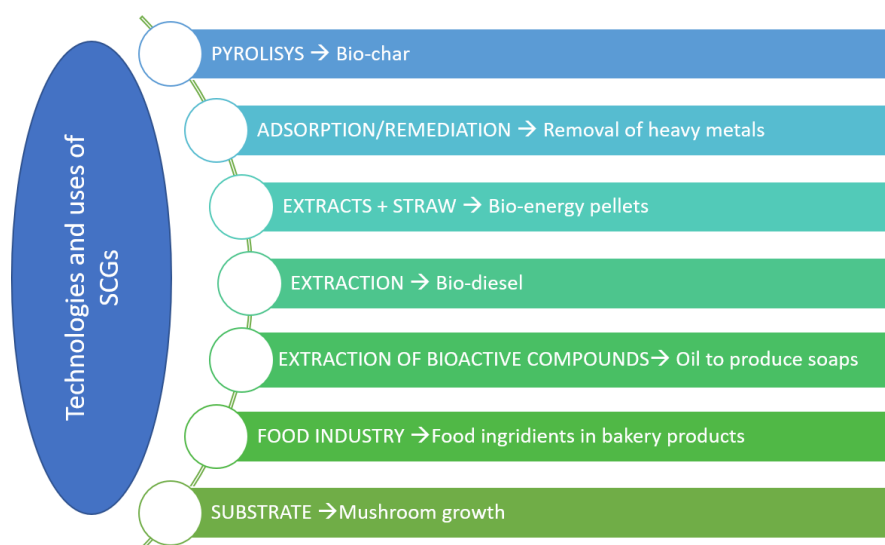 Technologies and uses of
SCGs
PYROLISYS → Bio-char
ADSORPTION/REMEDIATION → Removal of heavy metals
EXTRACTS + STRAW → Bio-energy pellets
EXTRACTION → Bio-diesel
EXTRACTION OF BIOACTIVE COMPOUNDS→ Oil to produce soaps
FOOD INDUSTRY →Food ingridients in bakery products
SUBSTRATE →Mushroom growth